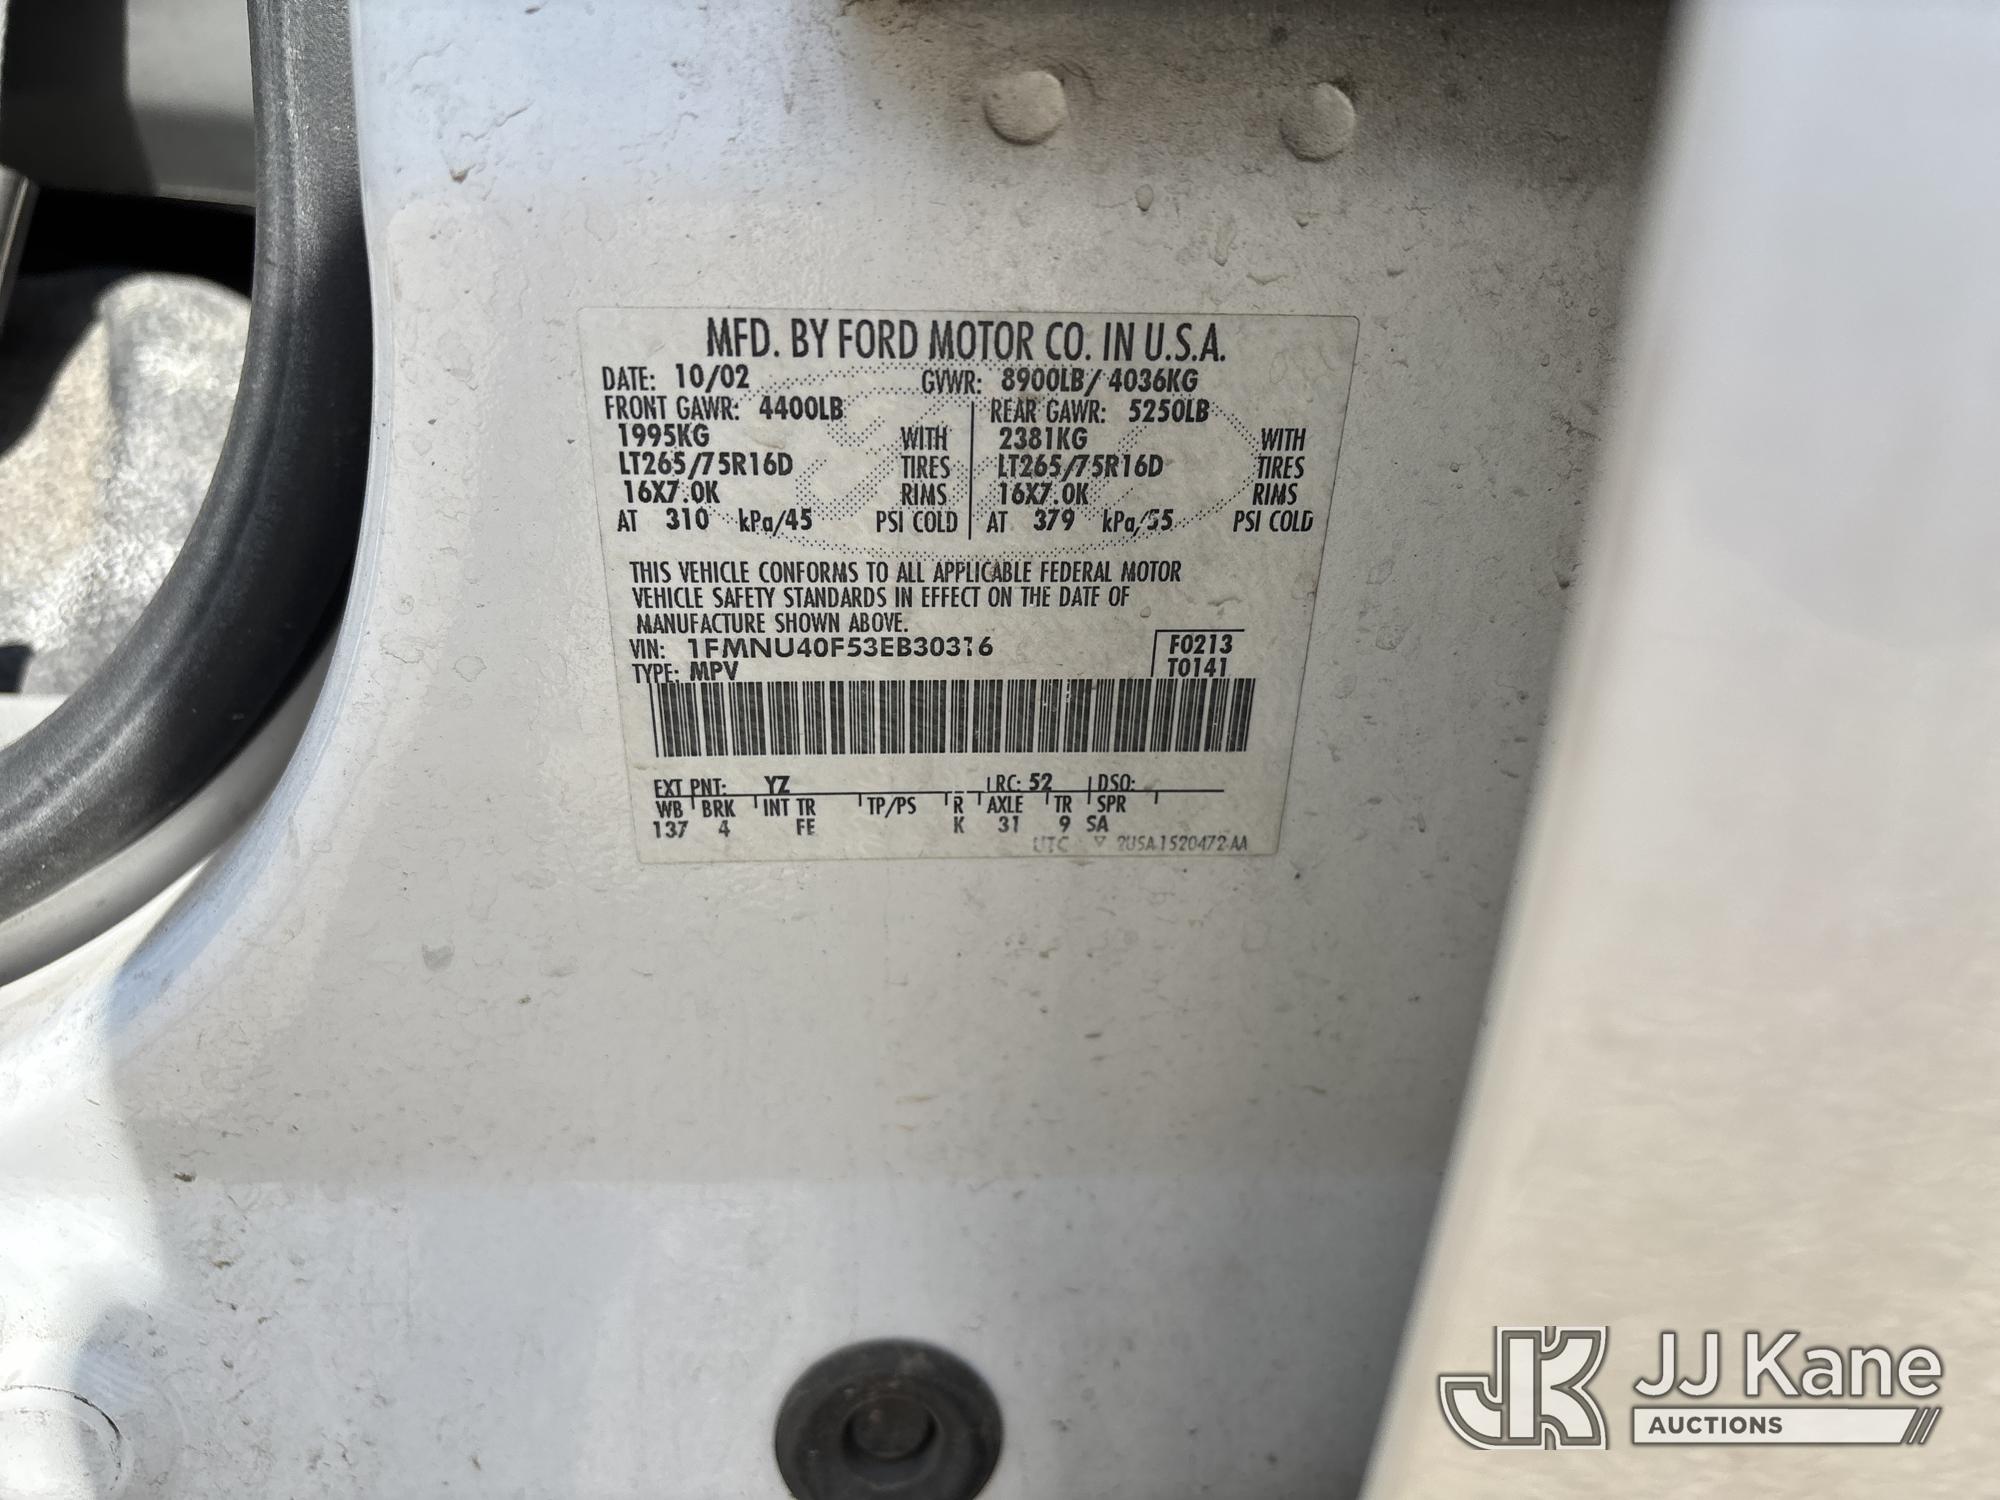 MFD. BY FORD MOTOR CO. IN U.S.A.
DATE: 10/02 GVWR: 8900LB/ 4036KG
FRONT GAWR: 4400LB REAR GAWR: 5250LB
1995KG WITH 2381KG WITH
LT265/75R16D TIRES LT265/75R16D TIRES
16X7.0K RIMS 16X7.0K RIMS
AT 310 kPa/45 PSI COLD AT 379 kPa/55 PSI COLD
THIS VEHICLE CONFORMS TO ALL APPLICABLE FEDERAL MOTOR
VEHICLE SAFETY STANDARDS IN EFFECT ON THE DATE OF
MANUFACTURE SHOWN ABOVE.
VIN: 1FMNU40F53EB30316 F0213
TYPE: MPV T0141
EXT PNT: YZ RC: 52 DSO:
WB BRK INT TR TP/PS R AXLE TR SPR
137 4 FE K 31 9 SA
UTC 2USA1520472 AA
JK JJ Kane
AUCTIONS